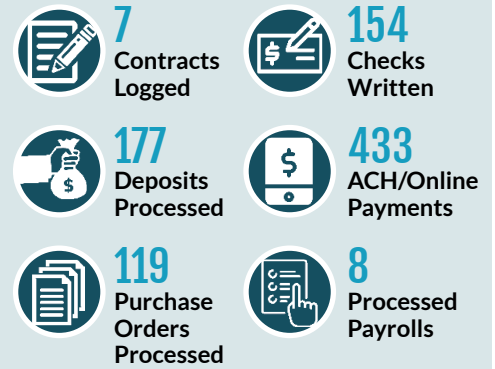 7
Contracts
Logged
154
Checks
Written
177
Deposits
Processed
433
ACH/Online
Payments
119
Purchase
Orders
Processed
8
Processed
Payrolls